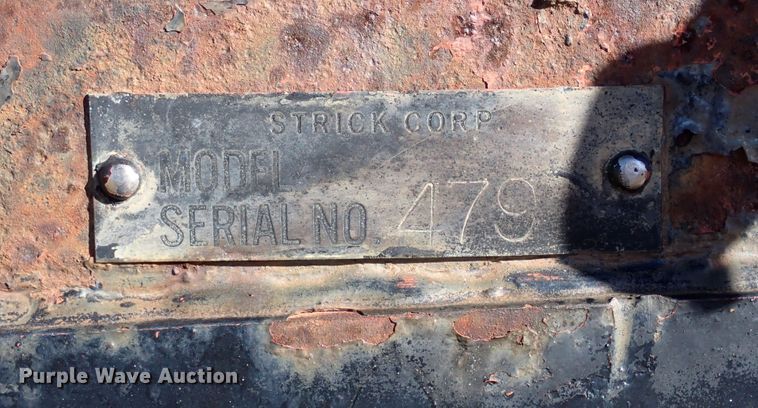 STRICK CORP.
MODEL
SERIAL NO. 479
Purple Wave Auction